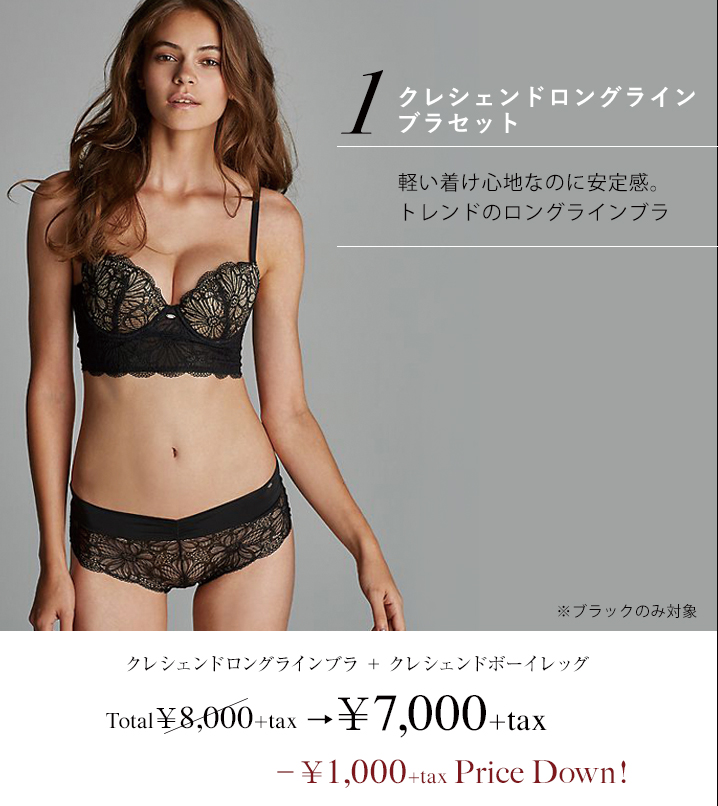 1
クレシェンドロングライン
ブラセット
軽い着け心地なのに安定感。
トレンドのロングラインブラ
※ブラックのみ対象
クレシェンドロングラインブラ + クレシェンドボーイレッグ
Total ¥8,000+tax →¥7,000+tax
−¥1,000+tax Price Down!